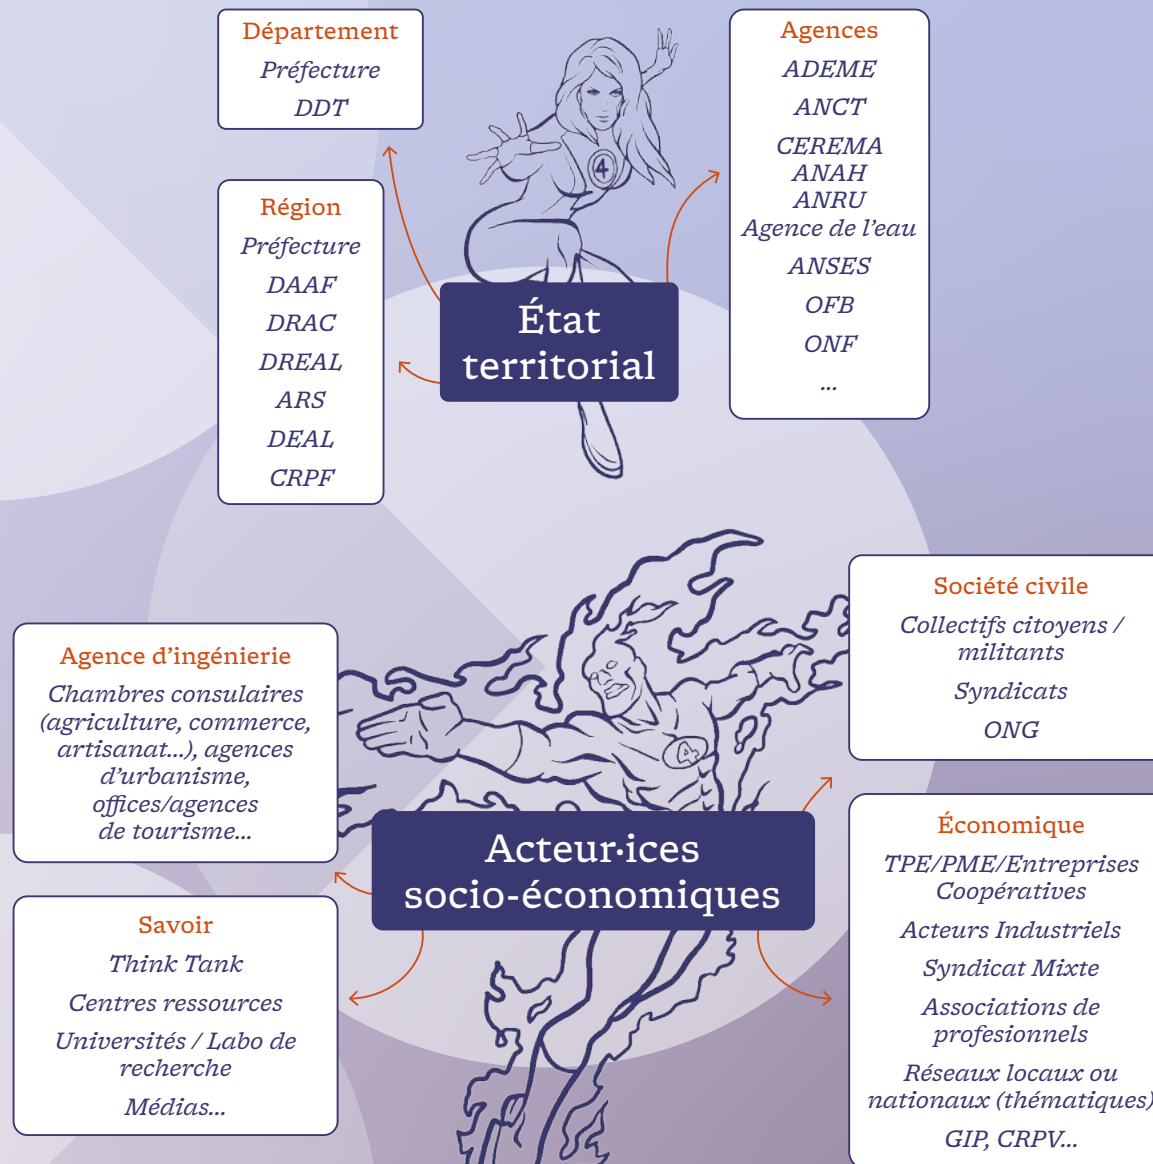 Département
Préfecture
DDT
Agences
ADEME
ANCT
CEREMA
ANAH
ANRU
Agence de l'eau
ANSES
OFB
ONF
...
4
Région
Préfecture
DAAF
DRAC
DREAL
ARS
DEAL
CRPF
État
territorial
Société civile
Collectifs citoyens /
militants
Syndicats
ONG
Agence d'ingénierie
Chambres consulaires
(agriculture, commerce,
artisanat...), agences
d'urbanisme,
offices/agences
de tourisme...
4
Acteur·ices
socio-économiques
Économique
TPE/PME/Entreprises
Coopératives
Acteurs Industriels
Syndicat Mixte
Associations de
profesionnels
Réseaux locaux ou
nationaux (thématiques)
GIP, CRPV...
Savoir
Think Tank
Centres ressources
Universités / Labo de
recherche
Médias...